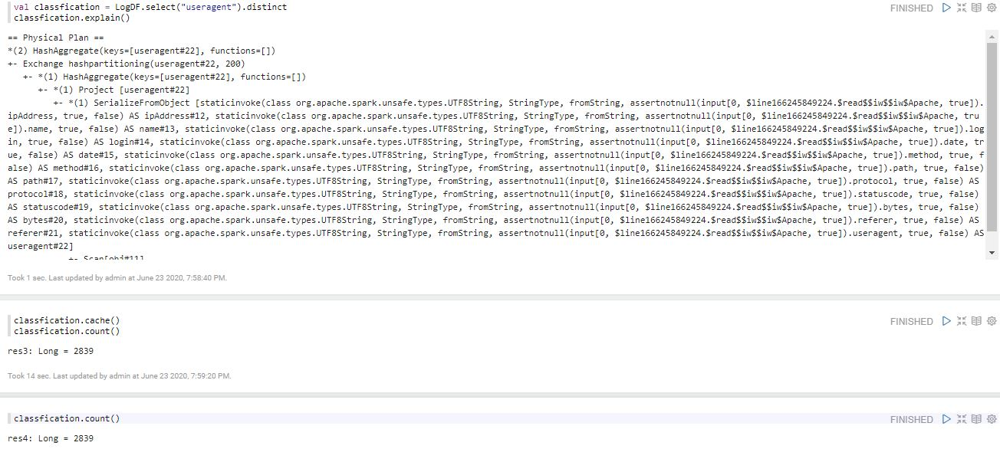 val classfication = LogDF.select("useragent").distinct
classfication.explain()
FINISHED
== Physical Plan ==
*(2) HashAggregate(keys=[useragent#22], functions=[])
+- Exchange hashpartitioning(useragent#22, 200)
+- *(1) HashAggregate(keys=[useragent#22], functions=[])
+- *(1) Project [useragent#22]
+- *(1) SerializeFromObject [staticinvoke(class org.apache.spark.unsafe.types.UTF8String, StringType, fromString, assertnotnull(input[0, $line166245849224.$read$$iw$$iw$Apache, true]).
ipAddress, true, false) AS ipAddress#12, staticinvoke(class org.apache.spark.unsafe.types.UTF8String, StringType, fromString, assertnotnull(input[0, $line166245849224.$read$$iw$$iw$Apache, tru
e]).name, true, false) AS name#13, staticinvoke(class org.apache.spark.unsafe.types.UTF8String, StringType, fromString, assertnotnull(input[0, $line166245849224.$read$$iw$$iw$Apache, true]).log
in, true, false) AS login#14, staticinvoke(class org.apache.spark.unsafe.types.UTF8String, StringType, fromString, assertnotnull(input[0, $line166245849224.$read$$iw$$iw$Apache, true]).date, tr
ue, false) AS date#15, staticinvoke(class org.apache.spark.unsafe.types.UTF8String, StringType, fromString, assertnotnull(input[0, $line166245849224.$read$$iw$$iw$Apache, true]).method, true, f
alse) AS method#16, staticinvoke(class org.apache.spark.unsafe.types.UTF8String, StringType, fromString, assertnotnull(input[0, $line166245849224.$read$$iw$$iw$Apache, true]).path, true, false)
AS path#17, staticinvoke(class org.apache.spark.unsafe.types.UTF8String, StringType, fromString, assertnotnull(input[0, $line166245849224.$read$$iw$$iw$Apache, true]).protocol, true, false) AS
protocol#18, staticinvoke(class org.apache.spark.unsafe.types.UTF8String, StringType, fromString, assertnotnull(input[0, $line166245849224.$read$$iw$$iw$Apache, true]).statuscode, true, false)
AS statuscode#19, staticinvoke(class org.apache.spark.unsafe.types.UTF8String, StringType, fromString, assertnotnull(input[0, $line166245849224.$read$$iw$$iw$Apache, true]).bytes, true, false)
AS bytes#20, staticinvoke(class org.apache.spark.unsafe.types.UTF8String, StringType, fromString, assertnotnull(input[0, $line166245849224.$read$$iw$$iw$Apache, true]).referer, true, false) AS
referer#21, staticinvoke(class org.apache.spark.unsafe.types.UTF8String, StringType, fromString, assertnotnull(input[0, $line166245849224.$read$$iw$$iw$Apache, true]).useragent, true, false) AS
useragent#22]
+- Scan[obj#11]
Took 1 sec. Last updated by admin at June 23 2020, 7:58:40 PM.
classfication.cache()
FINISHED
classfication.count()
res3: Long = 2839
Took 14 sec. Last updated by admin at June 23 2020, 7:59:20 PM.
classfication.count()
FINISHED
res4: Long = 2839